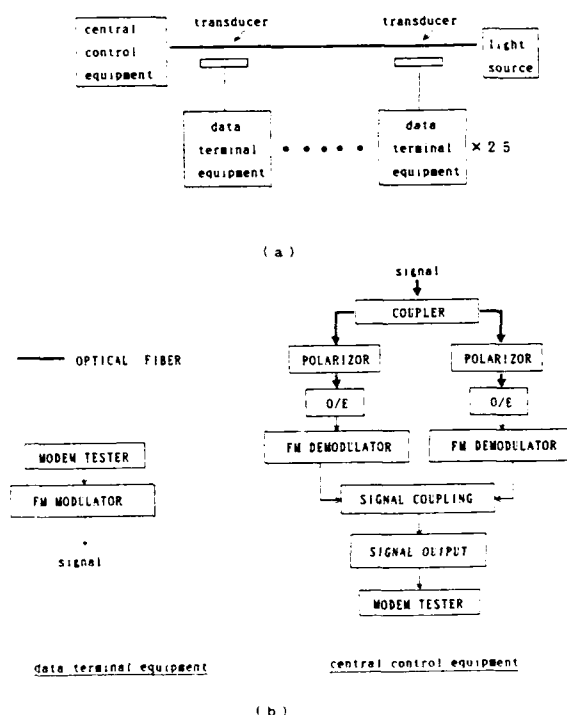 central
control
equipment
transducer
transducer
light
source
data
terminal
equipment
• • • • •
data
terminal
equipment
× 25
(a)
signal
COUPLER
OPTICAL FIBER
POLARIZOR
POLARIZOR
O/E
O/E
MODEM TESTER
FM DEMODULATOR
FM DEMODULATOR
FM MODULATOR
SIGNAL COUPLING
signal
SIGNAL OUTPUT
MODEM TESTER
data terminal equipment
central control equipment
(b)